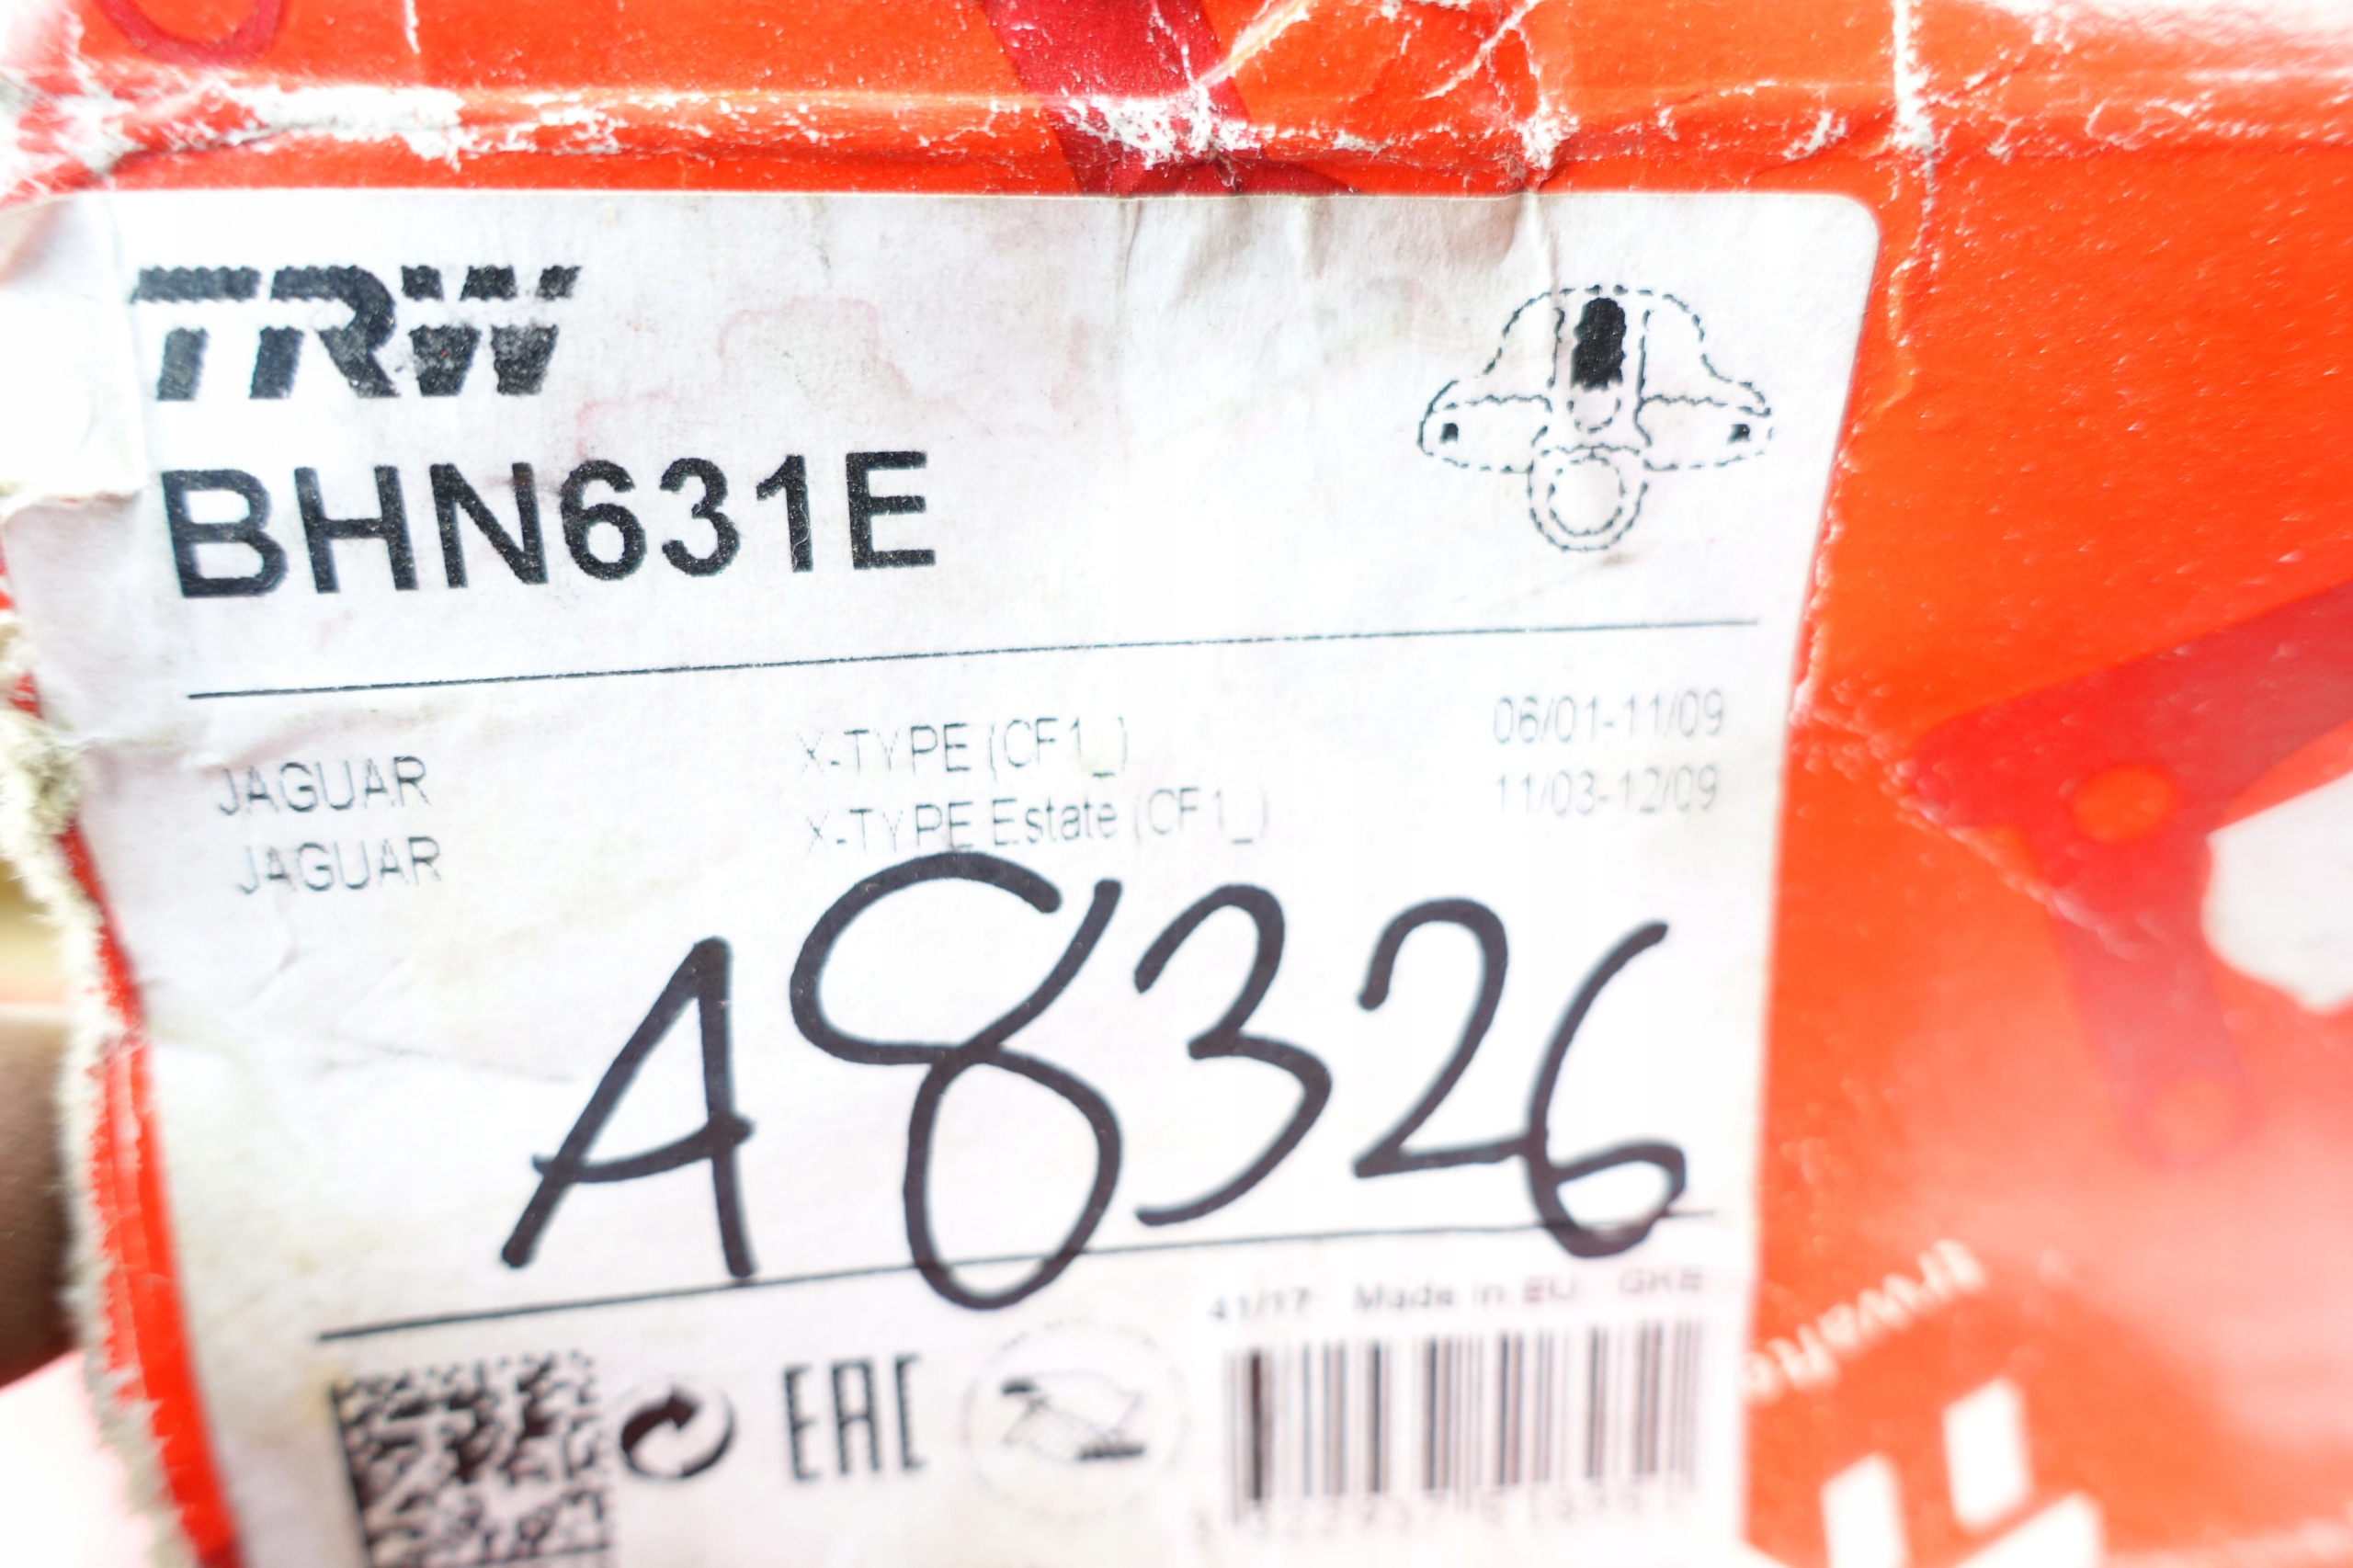 TRW
BHN631E
JAGUAR X-TYPE (CF1_) 06/01-11/09
JAGUAR X-TYPE Estate (CF1_) 11/03-12/09
A8326
41/17 Made in EU GKE
EAC